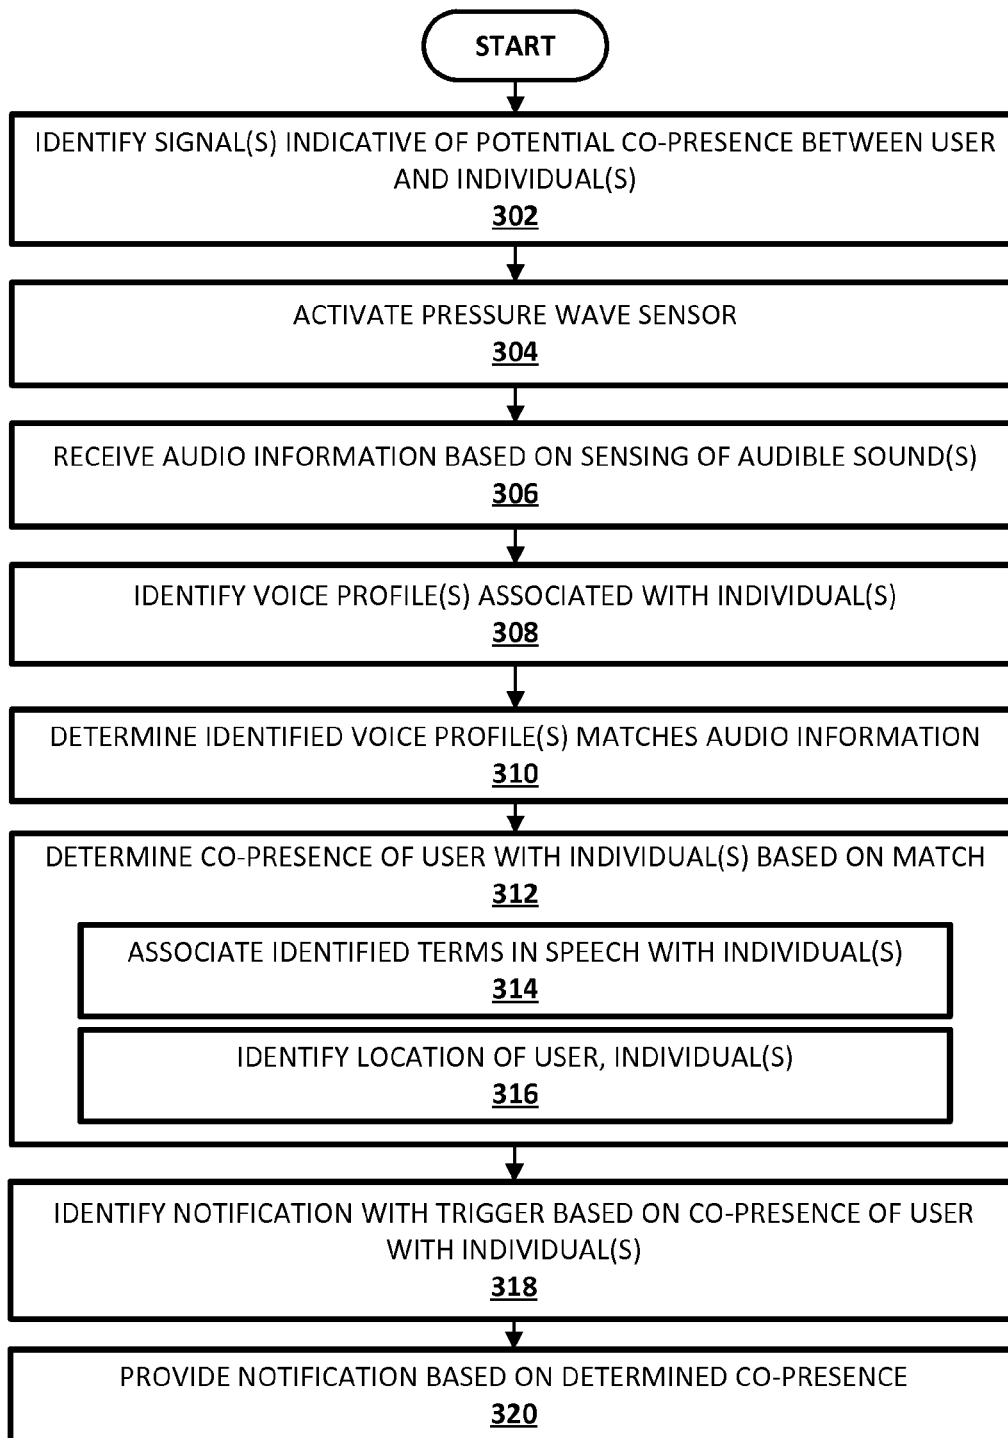 START
IDENTIFY SIGNAL(S) INDICATIVE OF POTENTIAL CO-PRESENCE BETWEEN USER
AND INDIVIDUAL(S)
302
ACTIVATE PRESSURE WAVE SENSOR
304
RECEIVE AUDIO INFORMATION BASED ON SENSING OF AUDIBLE SOUND(S)
306
IDENTIFY VOICE PROFILE(S) ASSOCIATED WITH INDIVIDUAL(S)
308
DETERMINE IDENTIFIED VOICE PROFILE(S) MATCHES AUDIO INFORMATION
310
DETERMINE CO-PRESENCE OF USER WITH INDIVIDUAL(S) BASED ON MATCH
312
ASSOCIATE IDENTIFIED TERMS IN SPEECH WITH INDIVIDUAL(S)
314
IDENTIFY LOCATION OF USER, INDIVIDUAL(S)
316
IDENTIFY NOTIFICATION WITH TRIGGER BASED ON CO-PRESENCE OF USER
WITH INDIVIDUAL(S)
318
PROVIDE NOTIFICATION BASED ON DETERMINED CO-PRESENCE
320